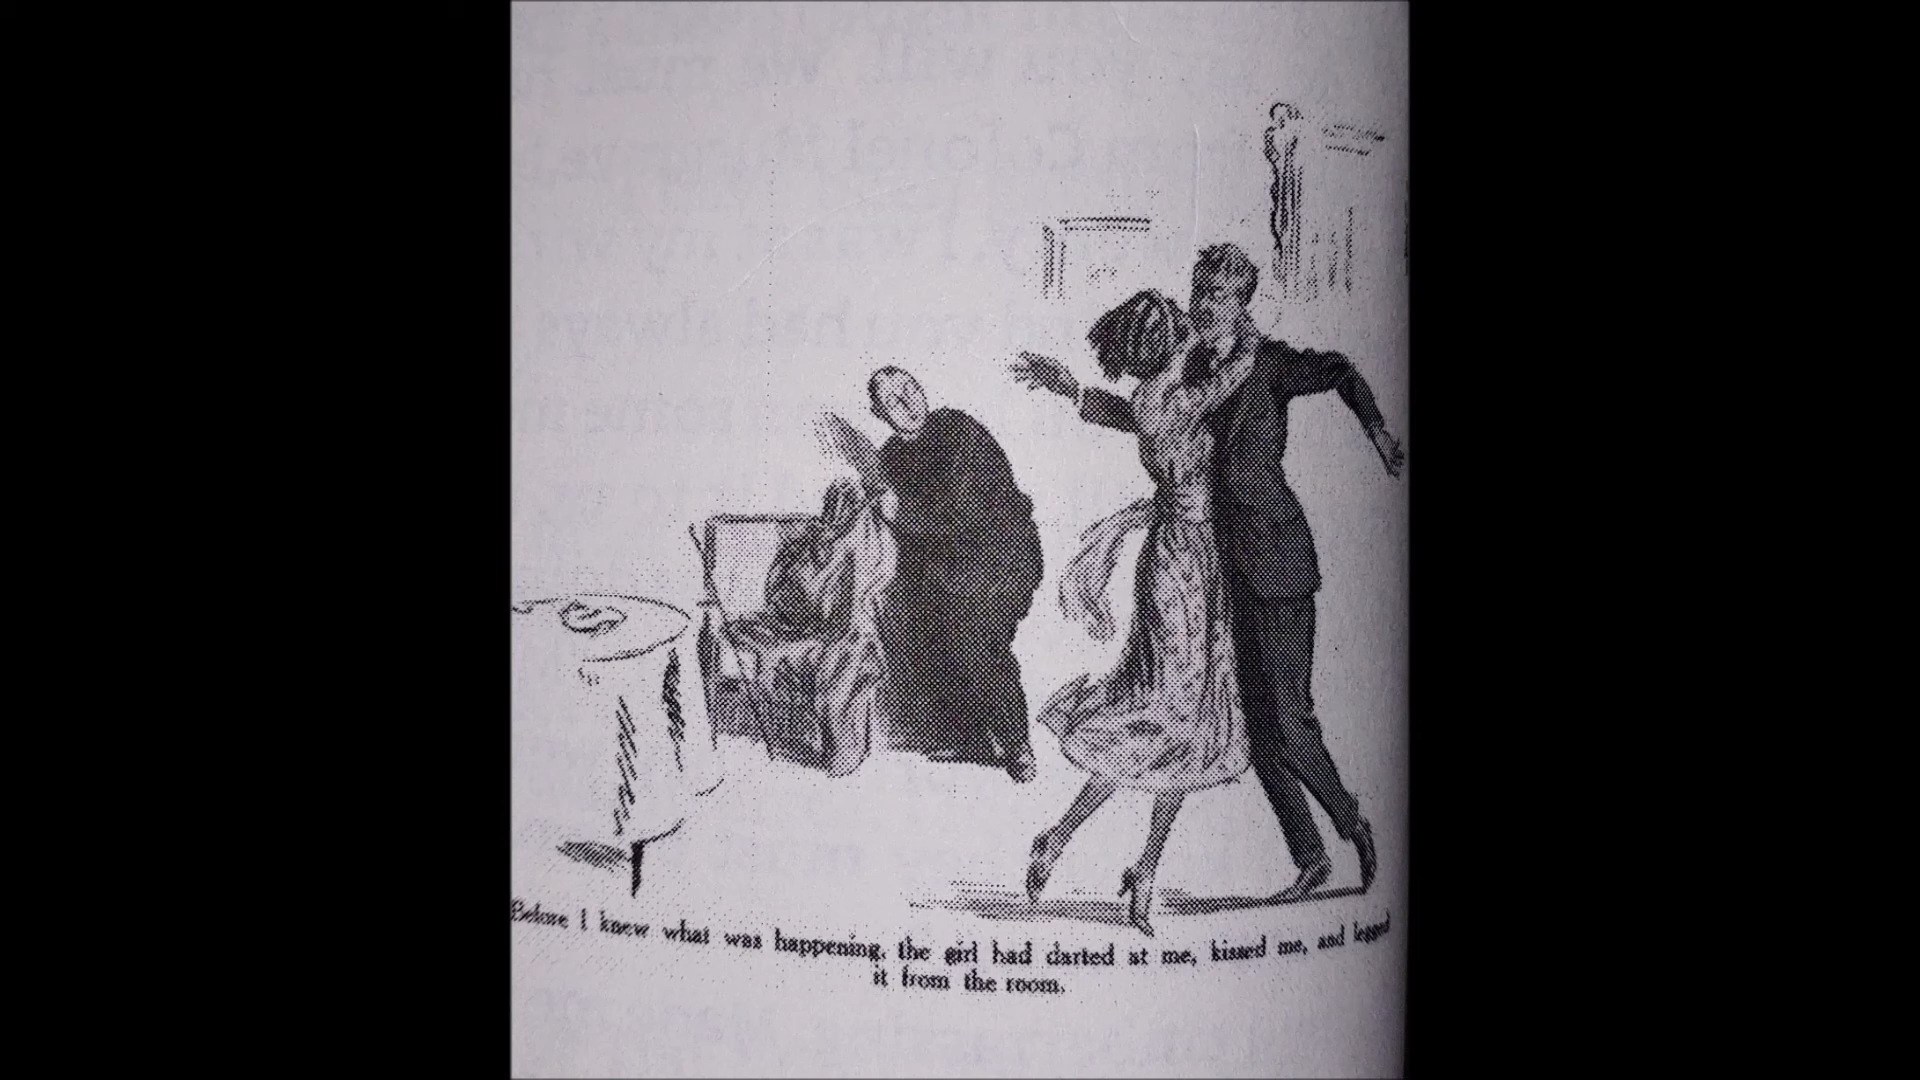 Before I knew what was happening, the girl had darted at me, kissed me, and legged
it from the room.